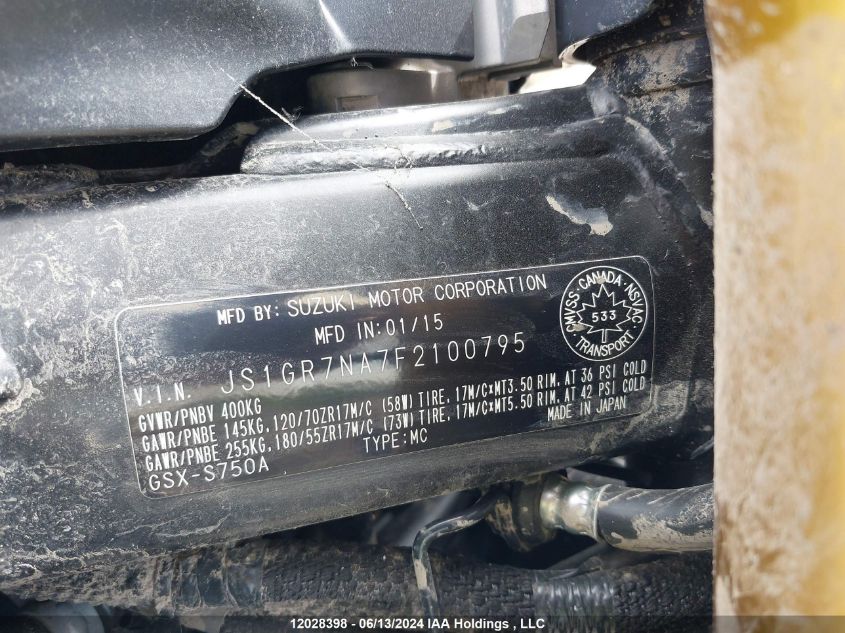 MFD BY: SUZUKI MOTOR CORPORATION
MFD IN: 01/15
V.I.N. JS1GR7NA7F2100795
GVWR/PNBV 400KG
GAWR/PNBE 145KG, 120/70ZR17M/C (58W) TIRE, 17M/C×MT3.50 RIM, AT 36 PSI COLD
GAWR/PNBE 255KG, 180/55ZR17M/C (73W) TIRE, 17M/C×MT5.50 RIM, AT 42 PSI COLD
TYPE: MC
MADE IN JAPAN
GSX-S750A
CMVSS · CANADA · NSVAC
533
TRANSPORT
12028398 - 06/13/2024 IAA Holdings , LLC